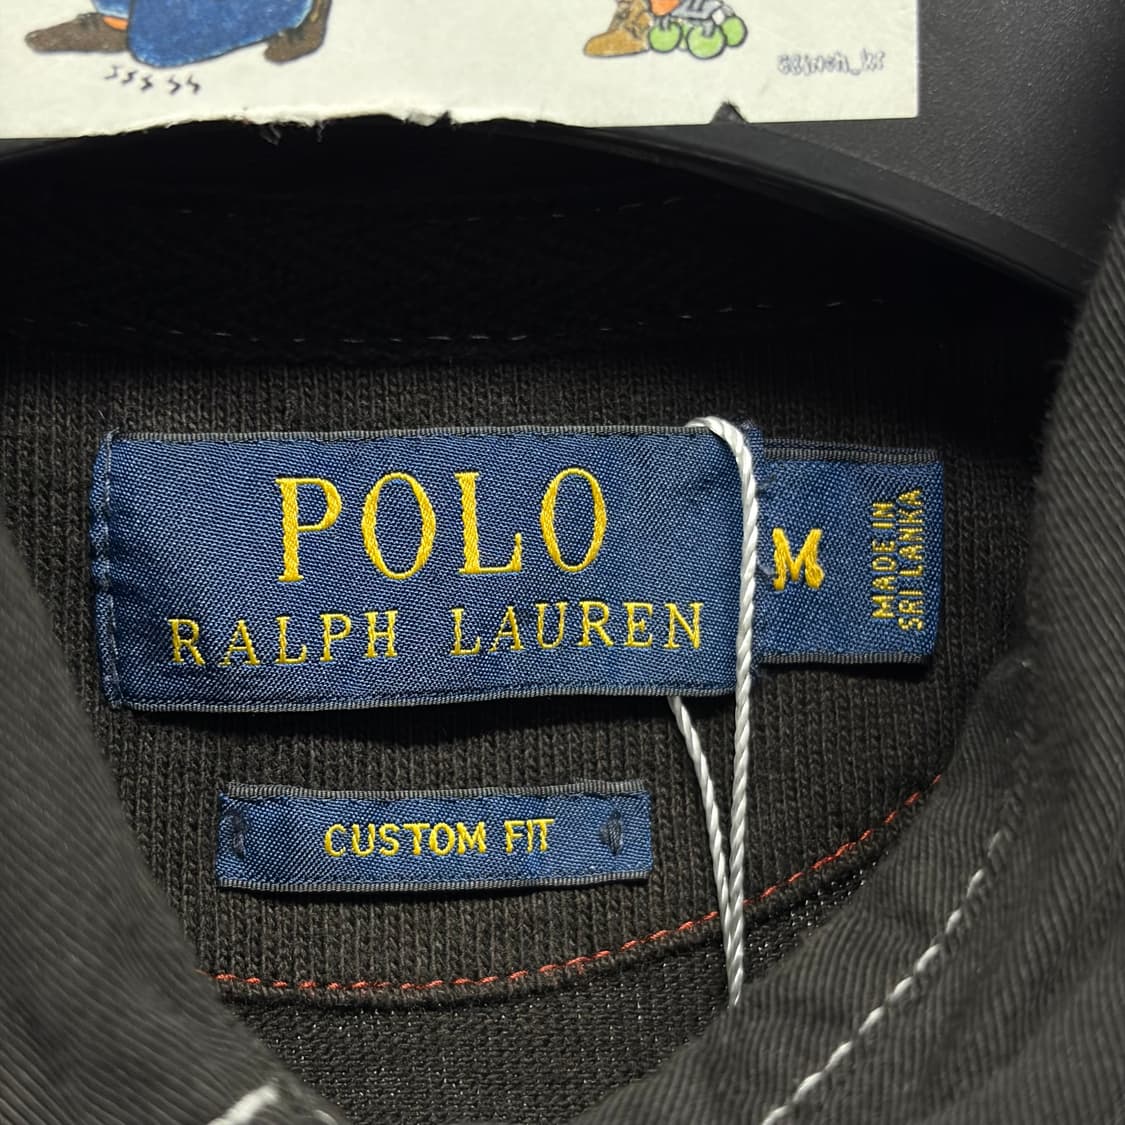 POLO
RALPH LAUREN
M
MADE IN
SRI LANKA
CUSTOM FIT